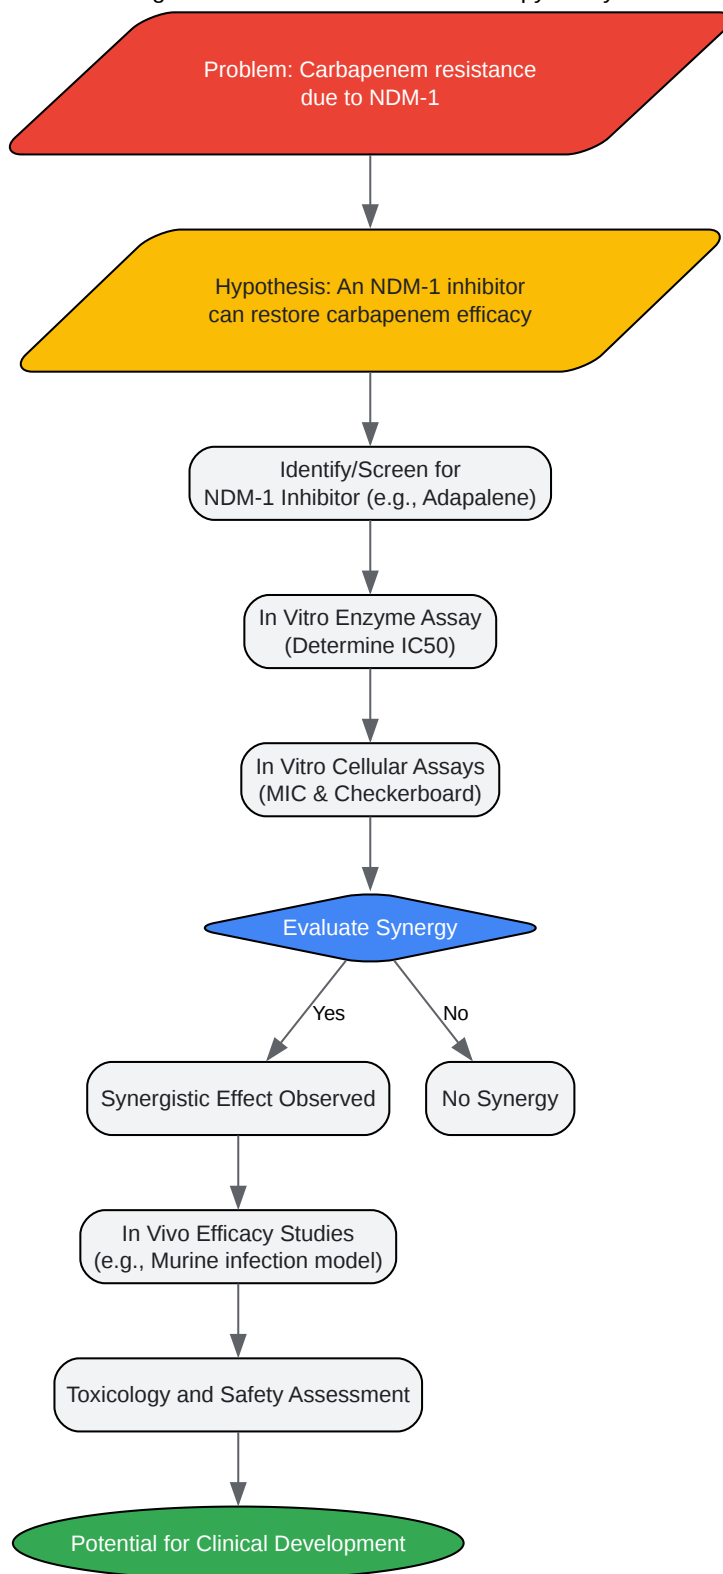 Problem: Carbapenem resistance
due to NDM-1
Hypothesis: An NDM-1 inhibitor
can restore carbapenem efficacy
Identify/Screen for
NDM-1 Inhibitor (e.g., Adapalene)
In Vitro Enzyme Assay
(Determine IC50)
In Vitro Cellular Assays
(MIC & Checkerboard)
Evaluate Synergy
Yes
No
Synergistic Effect Observed
No Synergy
In Vivo Efficacy Studies
(e.g., Murine infection model)
Toxicology and Safety Assessment
Potential for Clinical Development